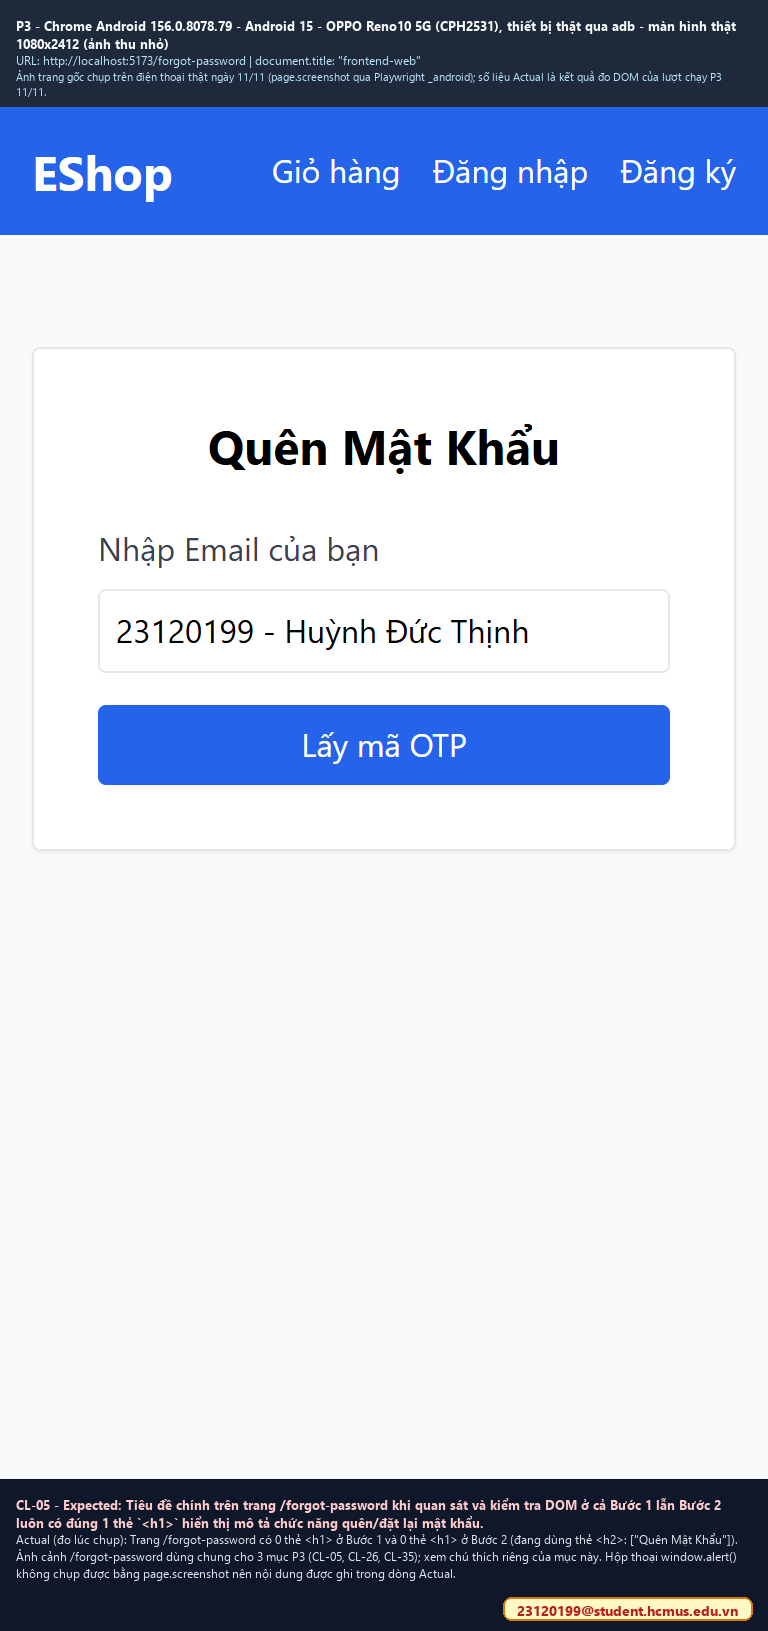 P3 - Chrome Android 156.0.8078.79 - Android 15 - OPPO Reno10 5G (CPH2531), thiết bị thật qua adb - màn hình thật
1080x2412 (ảnh thu nhỏ)
URL: http://localhost:5173/forgot-password | document.title: "frontend-web"
Ảnh trang gốc chụp trên điện thoại thật ngày 11/11 (page.screenshot qua Playwright _android); số liệu Actual là kết quả đo DOM của lượt chạy P3
11/11.
EShop Giỏ hàng Đăng nhập Đăng ký
Quên Mật Khẩu
Nhập Email của bạn
23120199 - Huỳnh Đức Thịnh
Lấy mã OTP
CL-05 - Expected: Tiêu đề chính trên trang /forgot-password khi quan sát và kiểm tra DOM ở cả Bước 1 lẫn Bước 2
luôn có đúng 1 thẻ `<h1>` hiển thị mô tả chức năng quên/đặt lại mật khẩu.
Actual (đo lúc chụp): Trang /forgot-password có 0 thẻ <h1> ở Bước 1 và 0 thẻ <h1> ở Bước 2 (đang dùng thẻ <h2>: ["Quên Mật Khẩu"]).
Ảnh cảnh /forgot-password dùng chung cho 3 mục P3 (CL-05, CL-26, CL-35); xem chú thích riêng của mục này. Hộp thoại window.alert()
không chụp được bằng page.screenshot nên nội dung được ghi trong dòng Actual.
23120199@student.hcmus.edu.vn